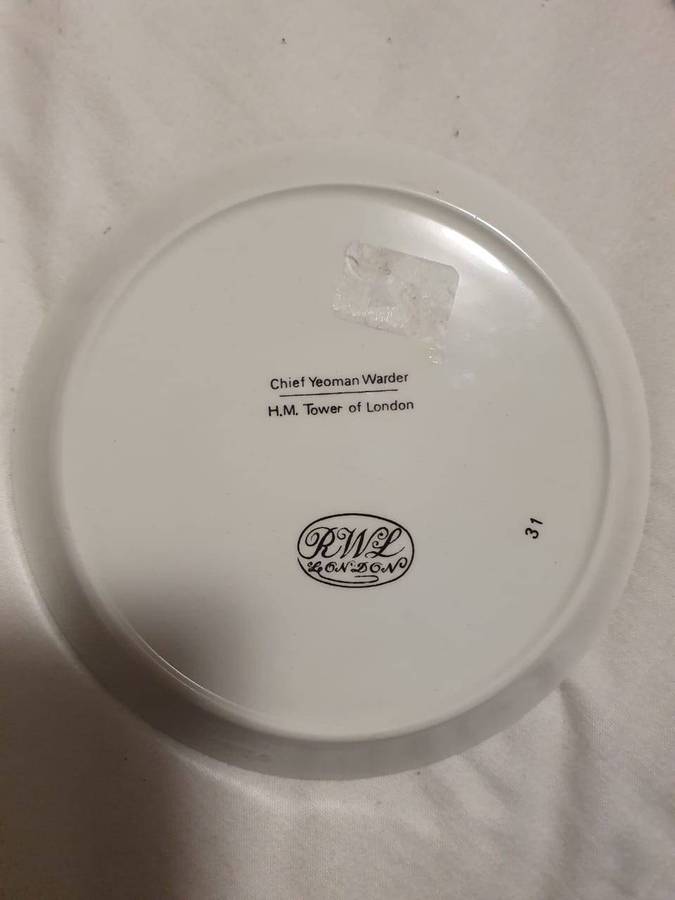 Chief Yeoman Warder
H.M. Tower of London
31
RWL
LONDON